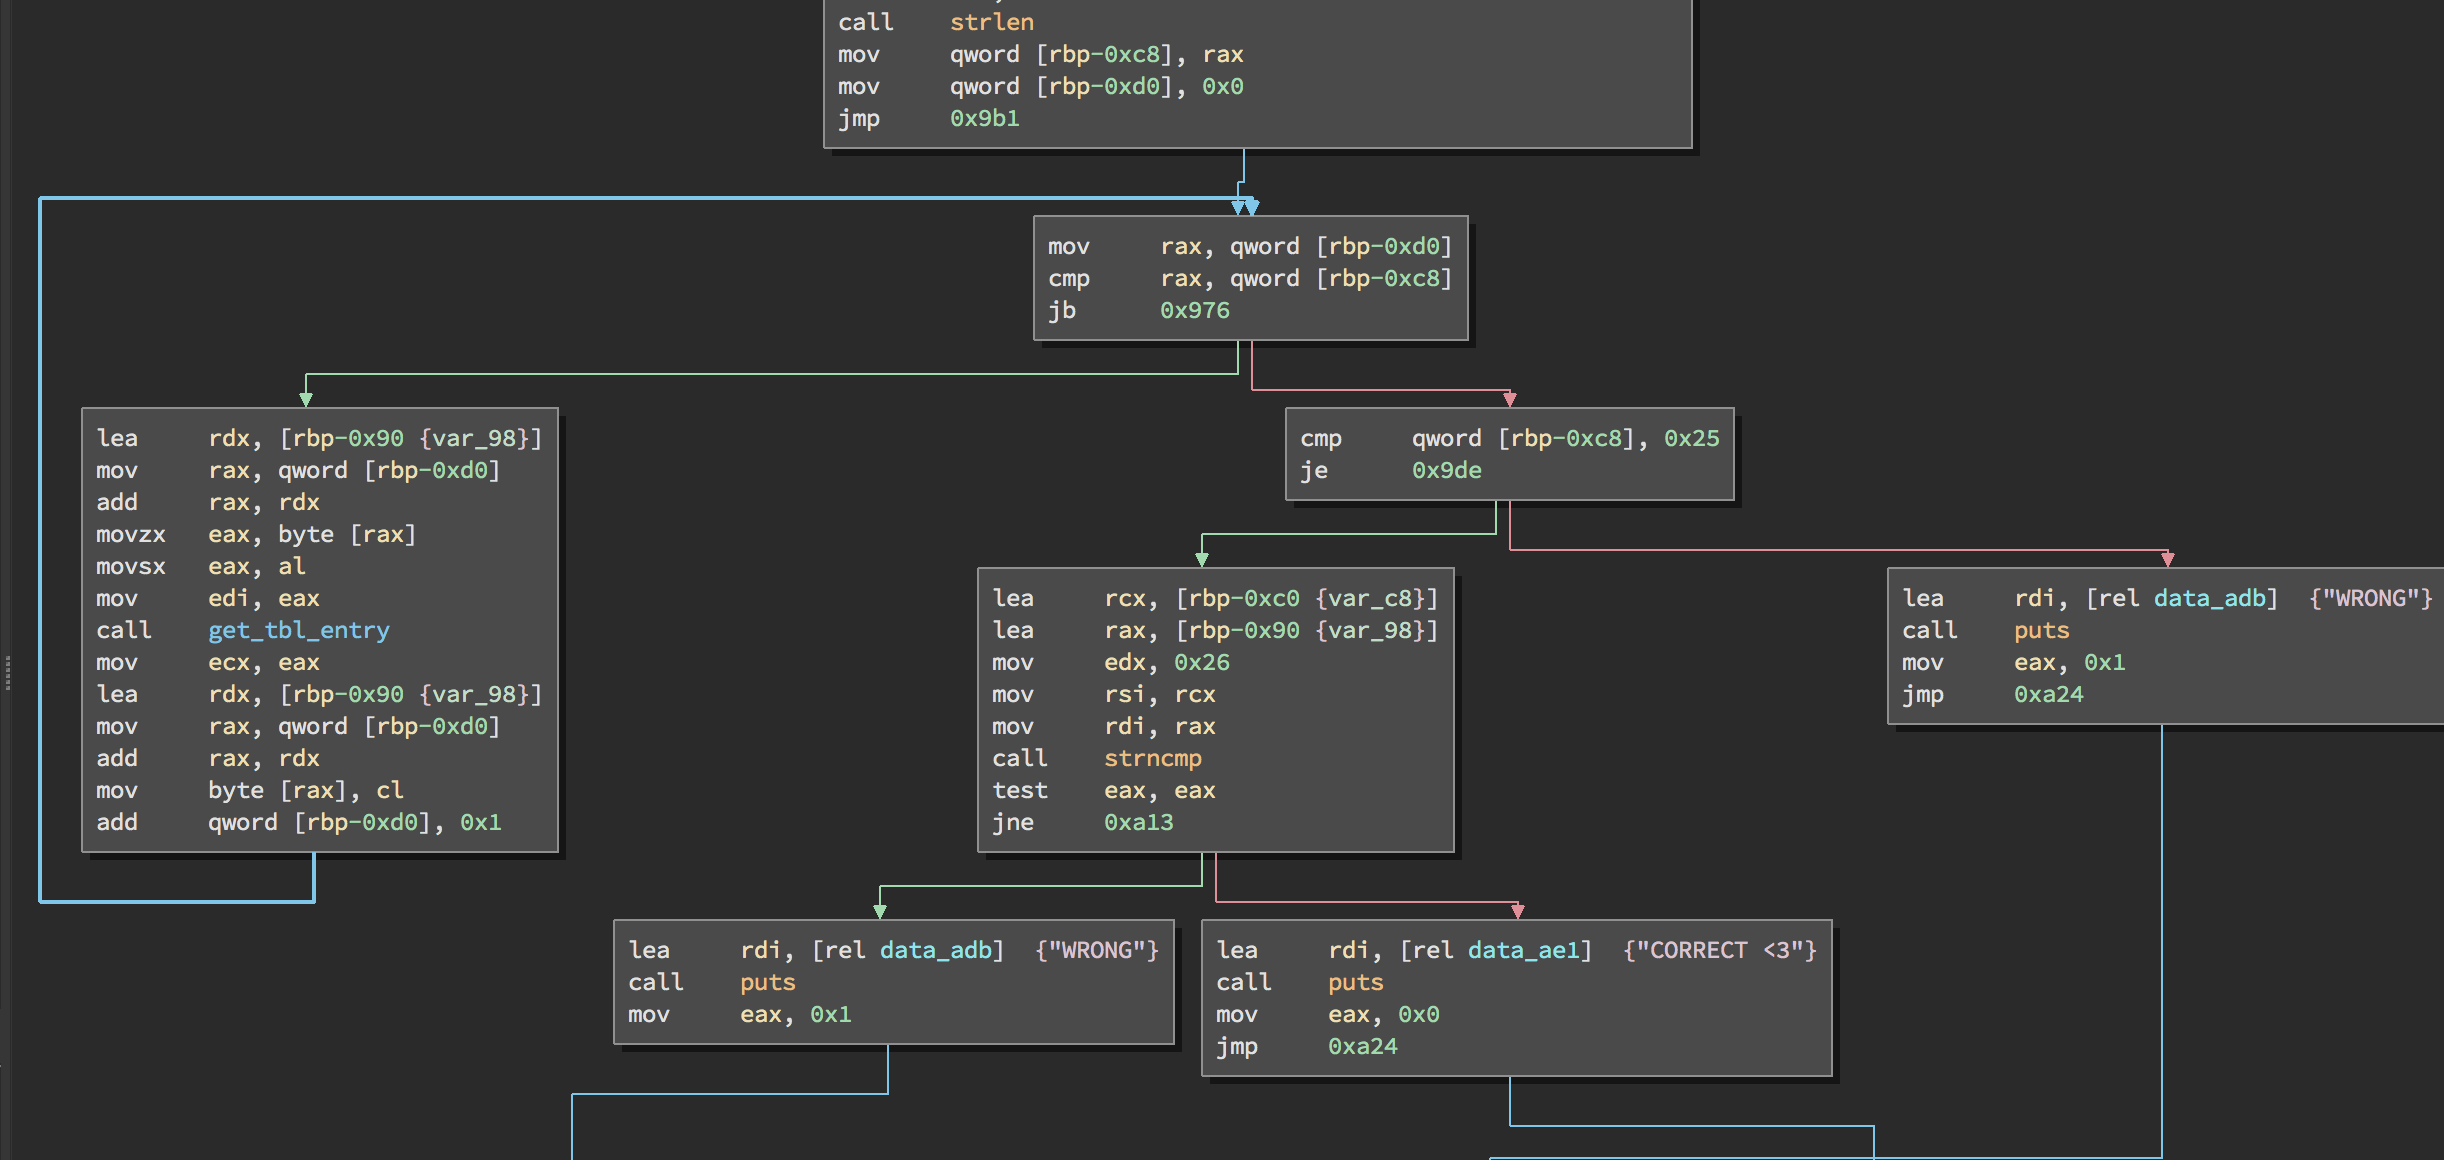 call strlen
mov qword [rbp-0xc8], rax
mov qword [rbp-0xd0], 0x0
jmp 0x9b1
mov rax, qword [rbp-0xd0]
cmp rax, qword [rbp-0xc8]
jb 0x976
lea rdx, [rbp-0x90 {var_98}]
mov rax, qword [rbp-0xd0]
add rax, rdx
movzx eax, byte [rax]
movsx eax, al
mov edi, eax
call get_tbl_entry
mov ecx, eax
lea rdx, [rbp-0x90 {var_98}]
mov rax, qword [rbp-0xd0]
add rax, rdx
mov byte [rax], cl
add qword [rbp-0xd0], 0x1
cmp qword [rbp-0xc8], 0x25
je 0x9de
lea rcx, [rbp-0xc0 {var_c8}]
lea rax, [rbp-0x90 {var_98}]
mov edx, 0x26
mov rsi, rcx
mov rdi, rax
call strncmp
test eax, eax
jne 0xa13
lea rdi, [rel data_adb] {"WRONG"}
call puts
mov eax, 0x1
jmp 0xa24
lea rdi, [rel data_adb] {"WRONG"}
call puts
mov eax, 0x1
lea rdi, [rel data_ae1] {"CORRECT <3"}
call puts
mov eax, 0x0
jmp 0xa24